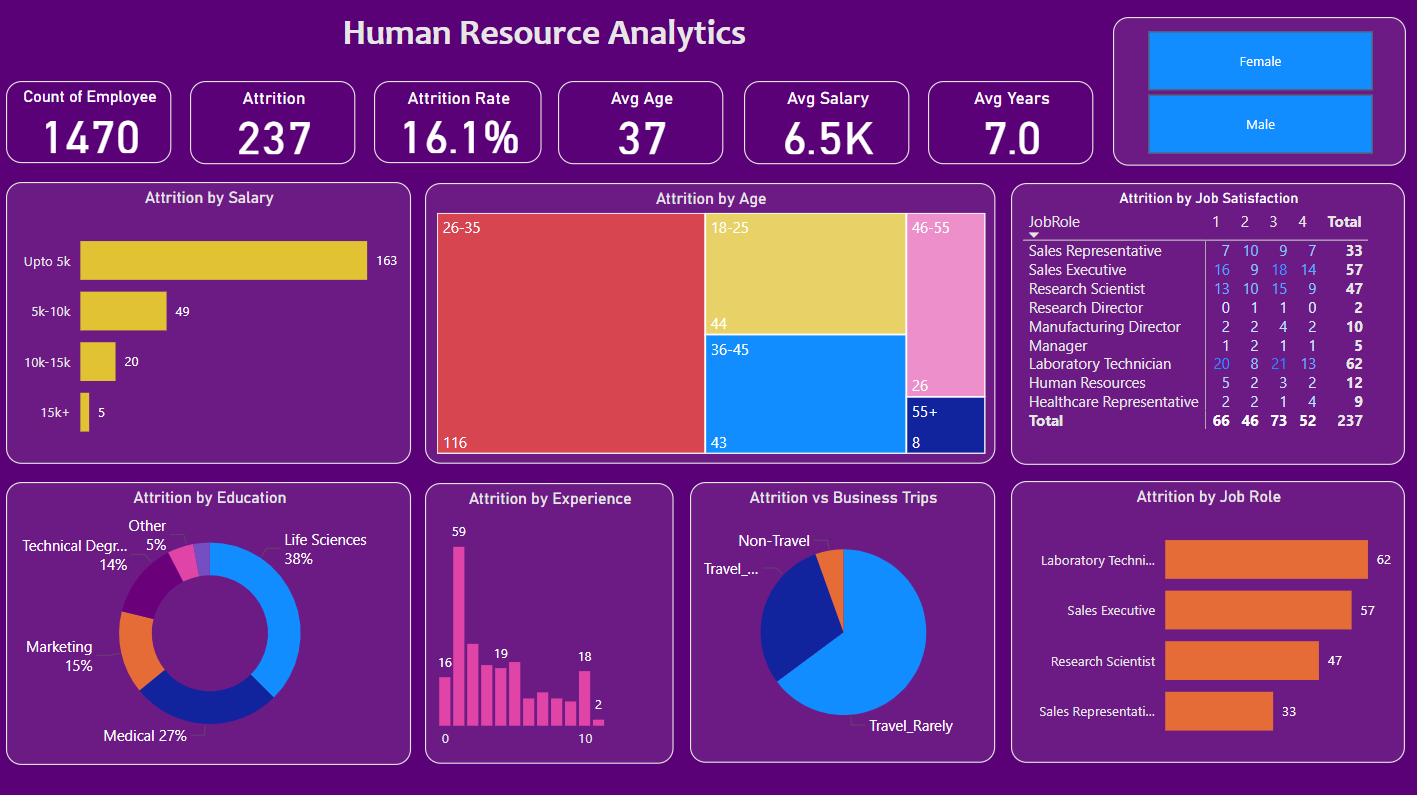 Human Resource Analytics
Female
Male
Count of Employee
1470
Attrition
237
Attrition Rate
16.1%
Avg Age
37
Avg Salary
6.5K
Avg Years
7.0
Attrition by Salary
Upto 5k 163
5k-10k 49
10k-15k 20
15k+ 5
Attrition by Age
26-35
116
18-25
44
36-45
43
46-55
26
55+
8
Attrition by Job Satisfaction
JobRole 1 2 3 4 Total
Sales Representative 7 10 9 7 33
Sales Executive 16 9 18 14 57
Research Scientist 13 10 15 9 47
Research Director 0 1 1 0 2
Manufacturing Director 2 2 4 2 10
Manager 1 2 1 1 5
Laboratory Technician 20 8 21 13 62
Human Resources 5 2 3 2 12
Healthcare Representative 2 2 1 4 9
Total 66 46 73 52 237
Attrition by Education
Other
5%
Life Sciences
38%
Technical Degr...
14%
Marketing
15%
Medical 27%
Attrition by Experience
59
16
19
18
2
0 10
Attrition vs Business Trips
Non-Travel
Travel_...
Travel_Rarely
Attrition by Job Role
Laboratory Techni... 62
Sales Executive 57
Research Scientist 47
Sales Representati... 33